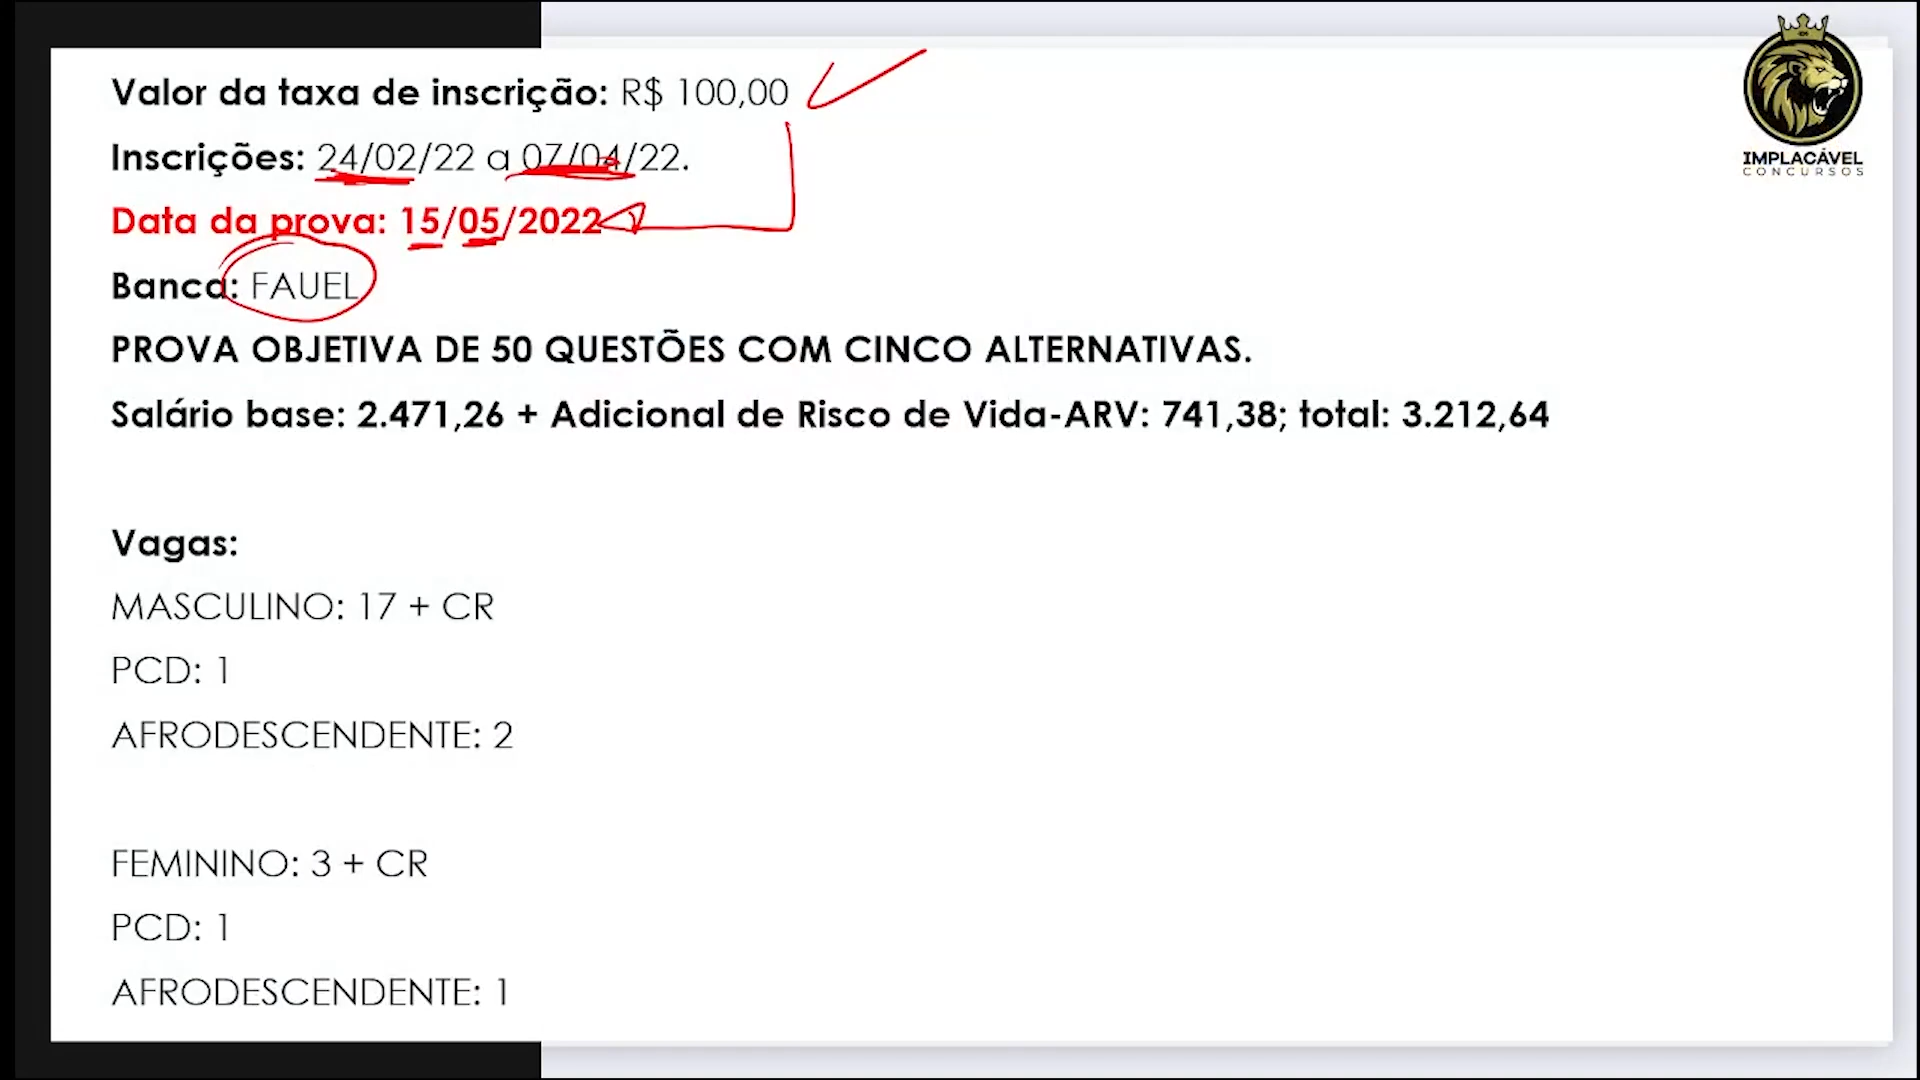 Valor da taxa de inscrição: R$ 100,00
Inscrições: 24/02/22 a 07/04/22.
Data da prova: 15/05/2022
Banca: FAUEL
PROVA OBJETIVA DE 50 QUESTÕES COM CINCO ALTERNATIVAS.
Salário base: 2.471,26 + Adicional de Risco de Vida-ARV: 741,38; total: 3.212,64
Vagas:
MASCULINO: 17 + CR
PCD: 1
AFRODESCENDENTE: 2
FEMININO: 3 + CR
PCD: 1
AFRODESCENDENTE: 1
IMPLACÁVEL
CONCURSOS